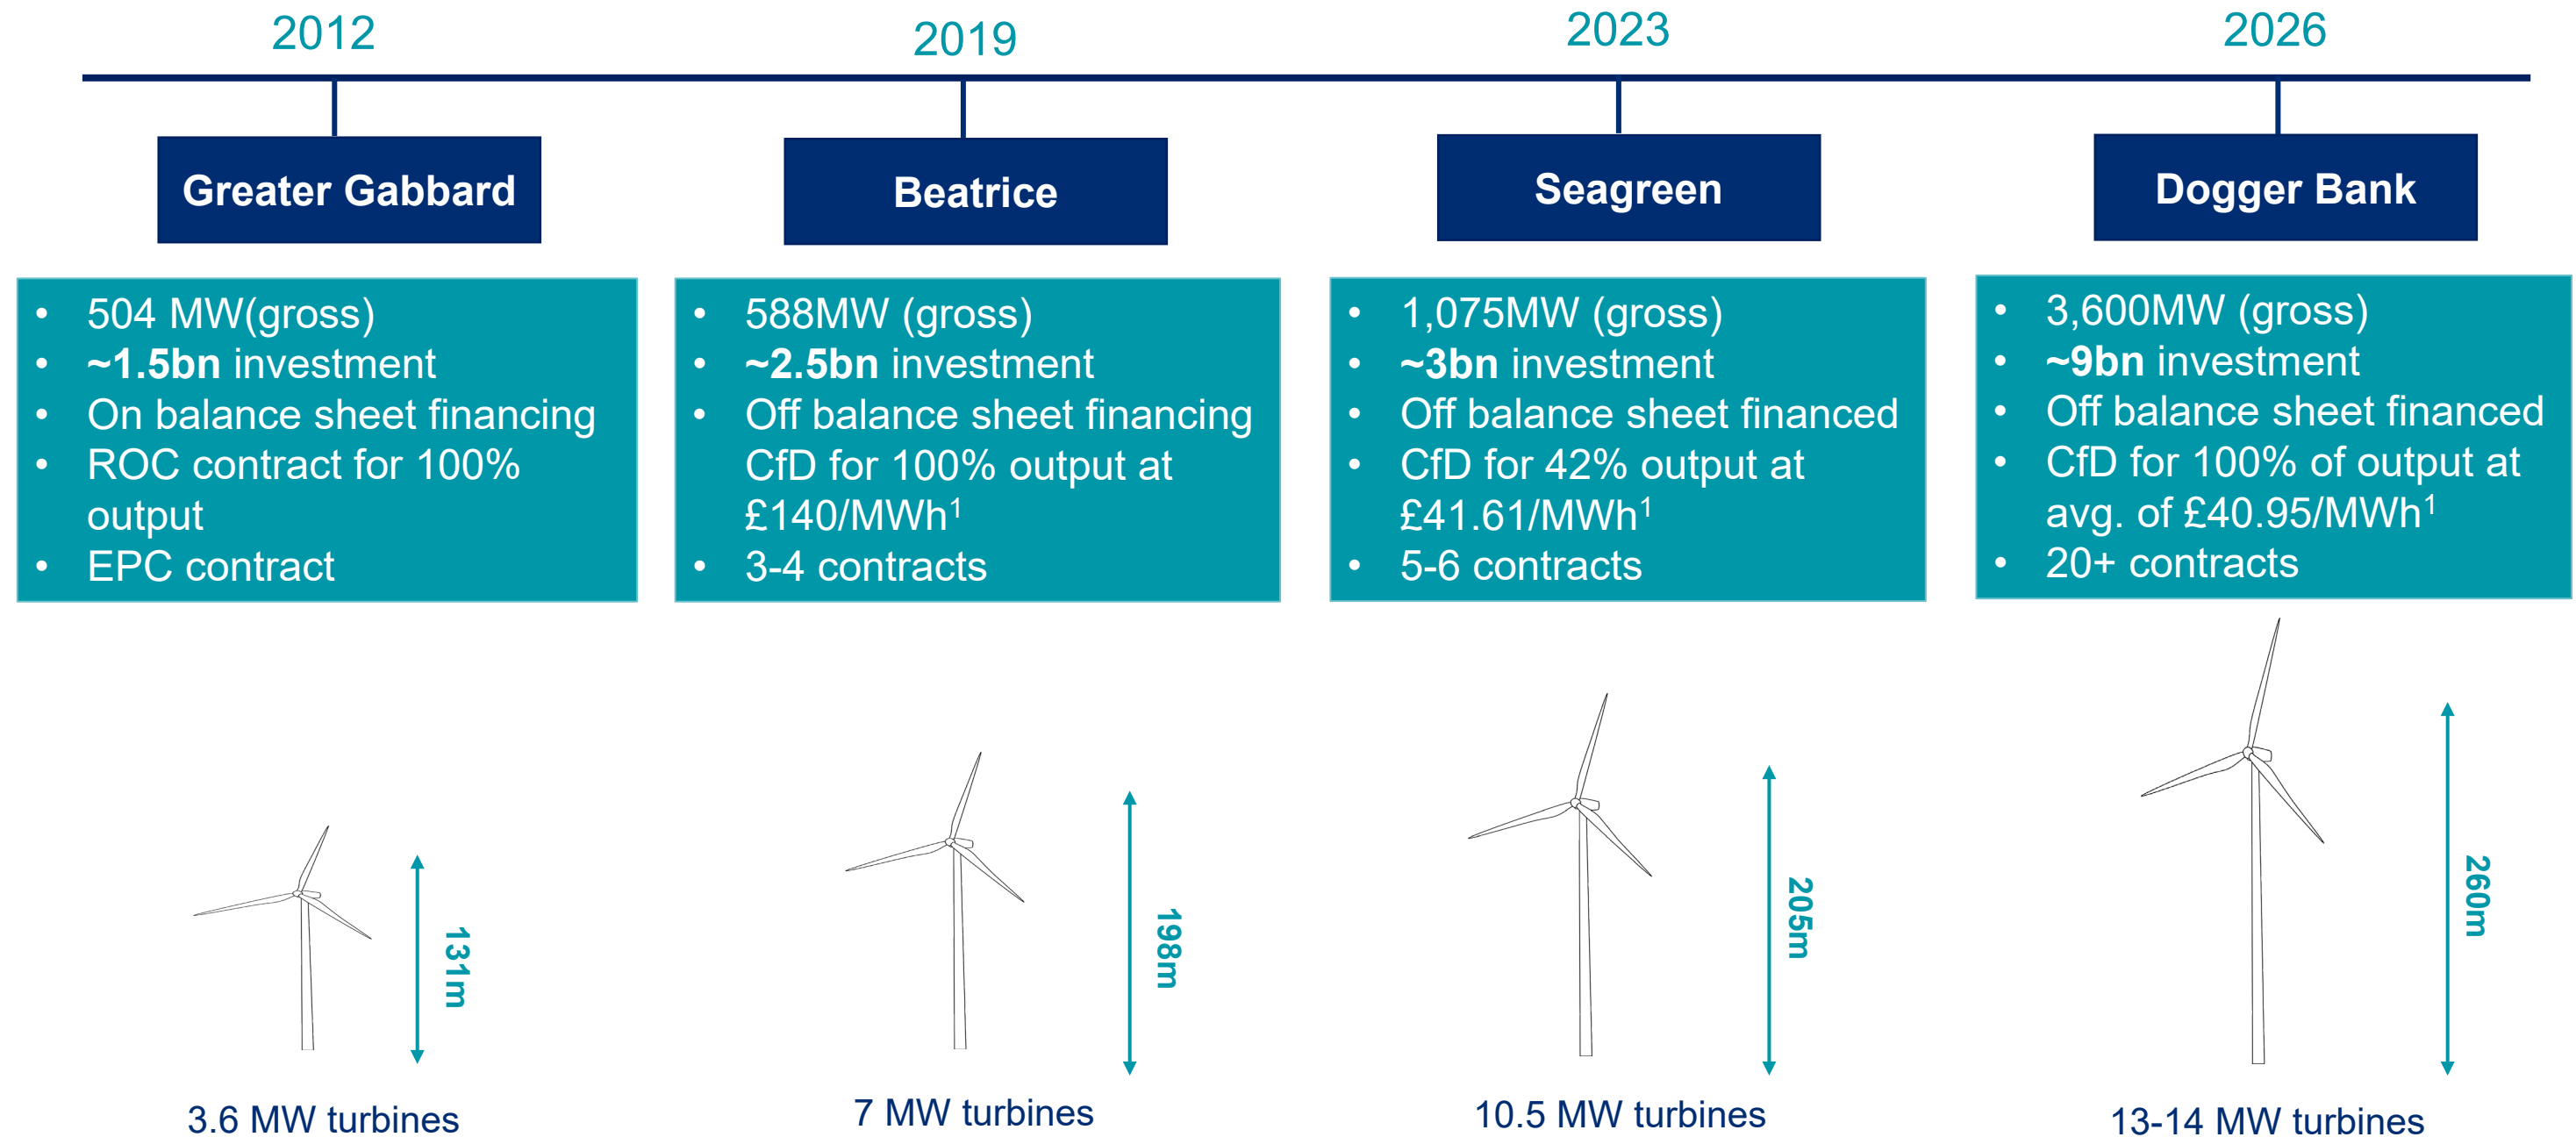 2012
2019
2023
2026
Greater Gabbard
Beatrice
Seagreen
Dogger Bank
• 504 MW(gross)
• ~1.5bn investment
• On balance sheet financing
• ROC contract for 100%
output
• EPC contract
• 588MW (gross)
• ~2.5bn investment
• Off balance sheet financing
CfD for 100% output at
£140/MWh¹
• 3-4 contracts
• 1,075MW (gross)
• ~3bn investment
• Off balance sheet financed
• CfD for 42% output at
£41.61/MWh¹
• 5-6 contracts
• 3,600MW (gross)
• ~9bn investment
• Off balance sheet financed
• CfD for 100% of output at
avg. of £40.95/MWh¹
• 20+ contracts
131m
198m
205m
260m
3.6 MW turbines
7 MW turbines
10.5 MW turbines
13-14 MW turbines